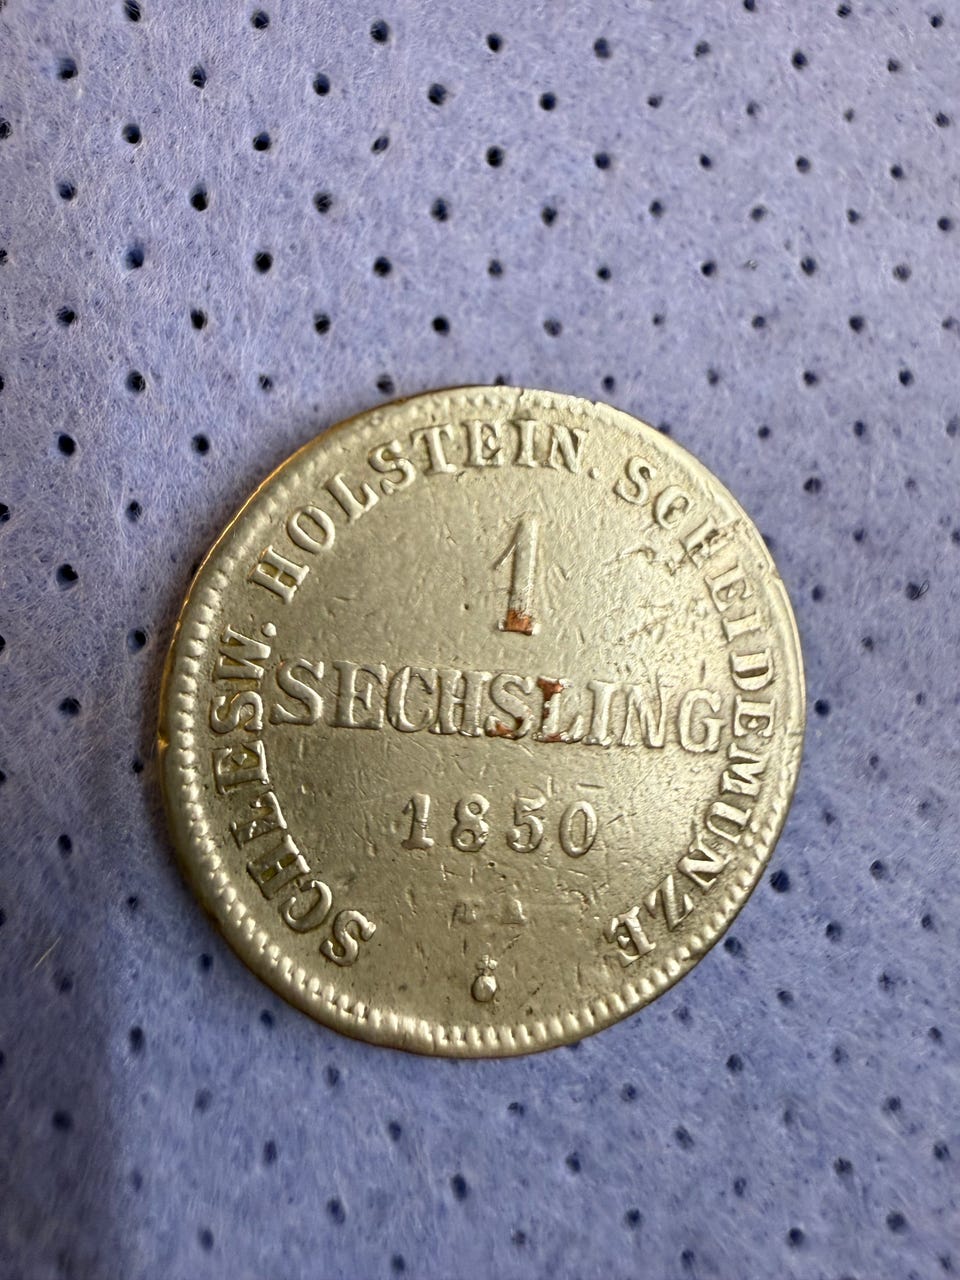 SCHLESW. HOLSTEIN. SCHEIDEMÜNZE
1
SECHSLING
1850